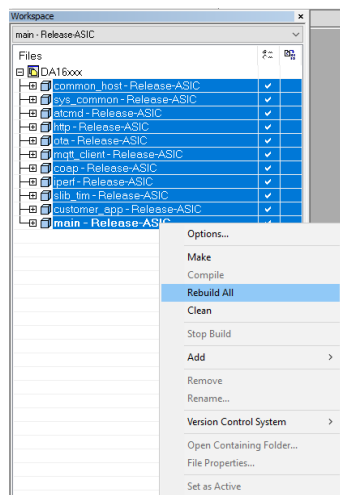 Workspace
main - Release-ASIC
Files
DA16xxx
common_host - Release-ASIC
sys_common - Release-ASIC
atcmd - Release-ASIC
http - Release-ASIC
ota - Release-ASIC
mqtt_client - Release-ASIC
coap - Release-ASIC
iperf - Release-ASIC
slib_tim - Release-ASIC
customer_app - Release-ASIC
main - Release-ASIC
Options...
Make
Compile
Rebuild All
Clean
Stop Build
Add
Remove
Rename...
Version Control System
Open Containing Folder...
File Properties...
Set as Active